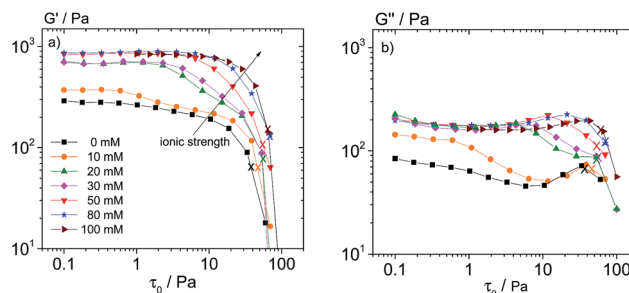 G' / Pa
G'' / Pa
a)
b)
10³
10²
10¹
10³
10²
10¹
ionic strength
0 mM
10 mM
20 mM
30 mM
50 mM
80 mM
100 mM
0.1 1 10 100
0.1 1 10 100
τ₀ / Pa
τ₀ / Pa